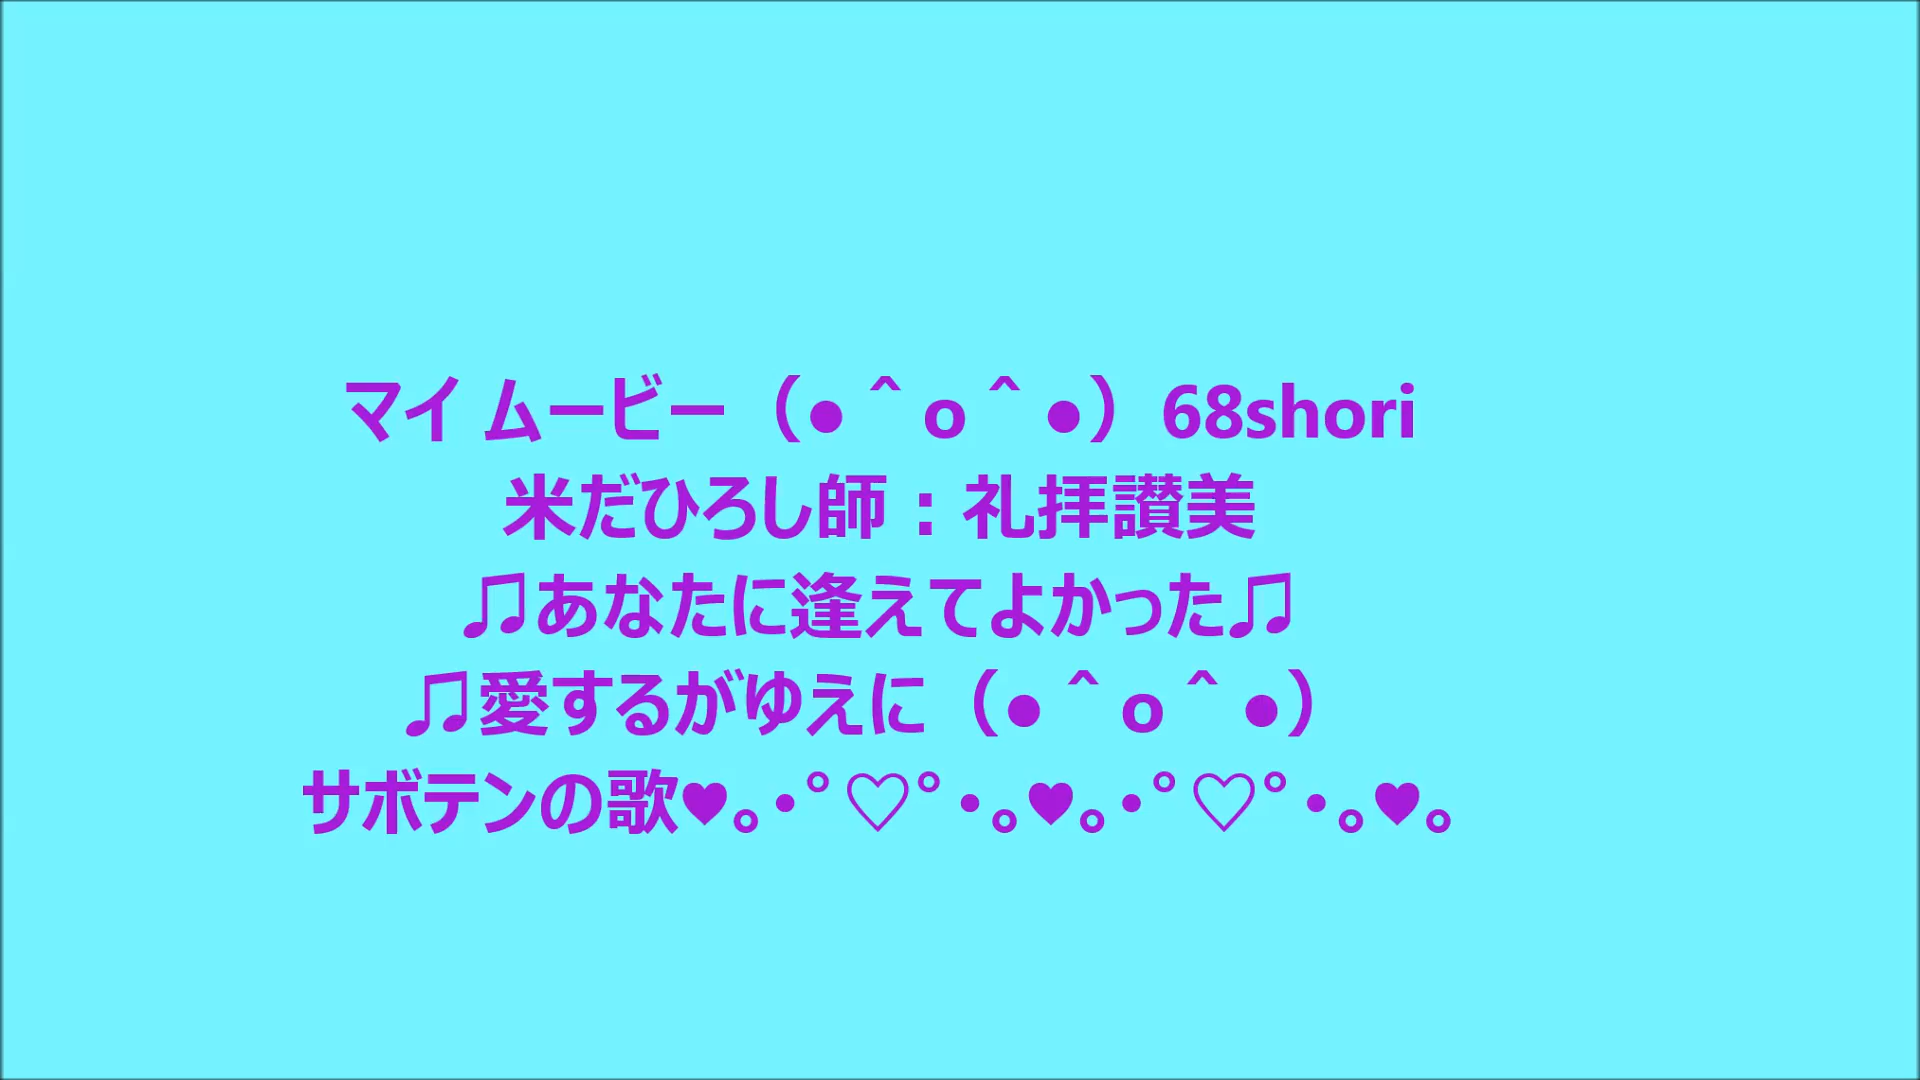 マイ ムービー（●＾o＾●）68shori
米だひろし師：礼拝讃美
♫あなたに逢えてよかった♫
♫愛するがゆえに（●＾o＾●）
サボテンの歌♥｡･ﾟ♡ﾟ･｡♥｡･ﾟ♡ﾟ･｡♥｡